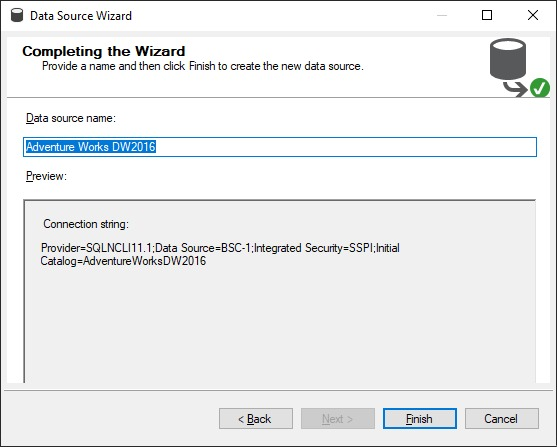 Data Source Wizard
Completing the Wizard
Provide a name and then click Finish to create the new data source.
Data source name:
Adventure Works DW2016
Preview:
Connection string:
Provider=SQLNCLI11.1;Data Source=BSC-1;Integrated Security=SSPI;Initial
Catalog=AdventureWorksDW2016
< Back Next > Finish Cancel